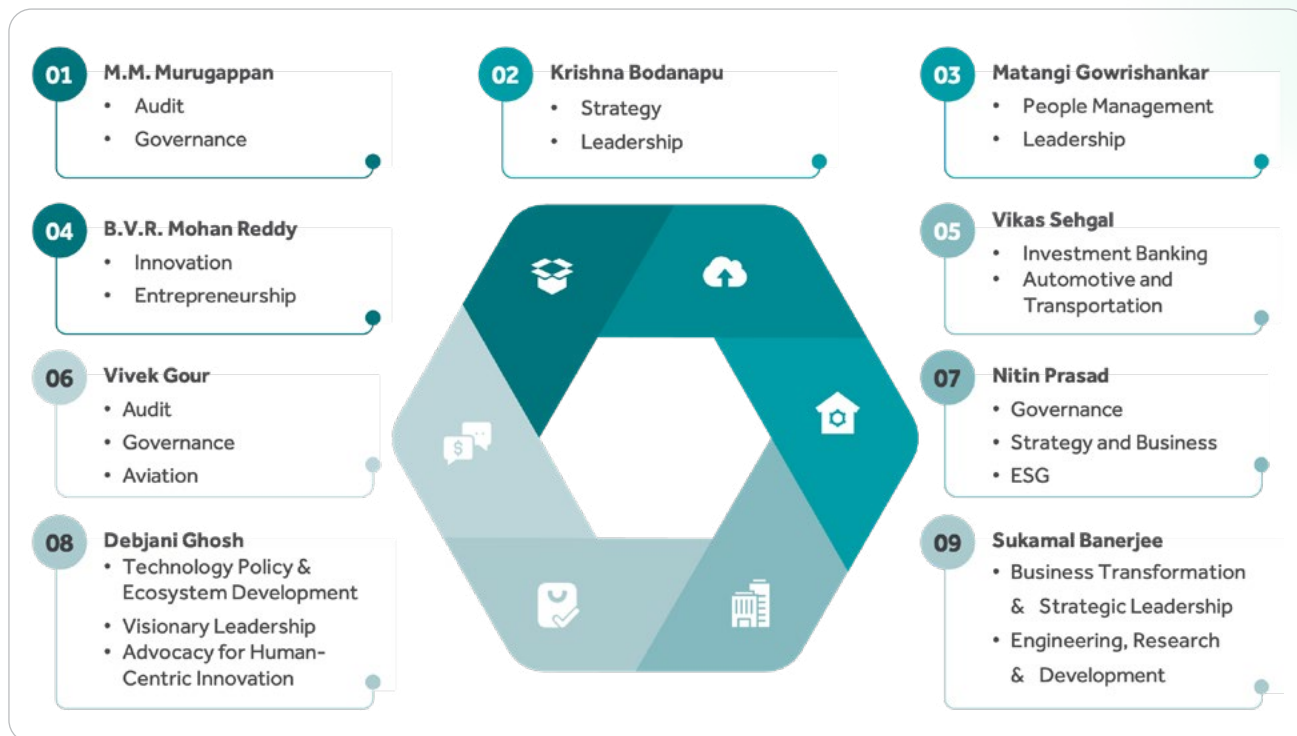 01
M.M. Murugappan
• Audit
• Governance
02
Krishna Bodanapu
• Strategy
• Leadership
03
Matangi Gowrishankar
• People Management
• Leadership
04
B.V.R. Mohan Reddy
• Innovation
• Entrepreneurship
05
Vikas Sehgal
• Investment Banking
• Automotive and
Transportation
06
Vivek Gour
• Audit
• Governance
• Aviation
$
07
Nitin Prasad
• Governance
• Strategy and Business
• ESG
08
Debjani Ghosh
• Technology Policy &
Ecosystem Development
• Visionary Leadership
• Advocacy for Human-
Centric Innovation
09
Sukamal Banerjee
• Business Transformation
& Strategic Leadership
• Engineering, Research
& Development